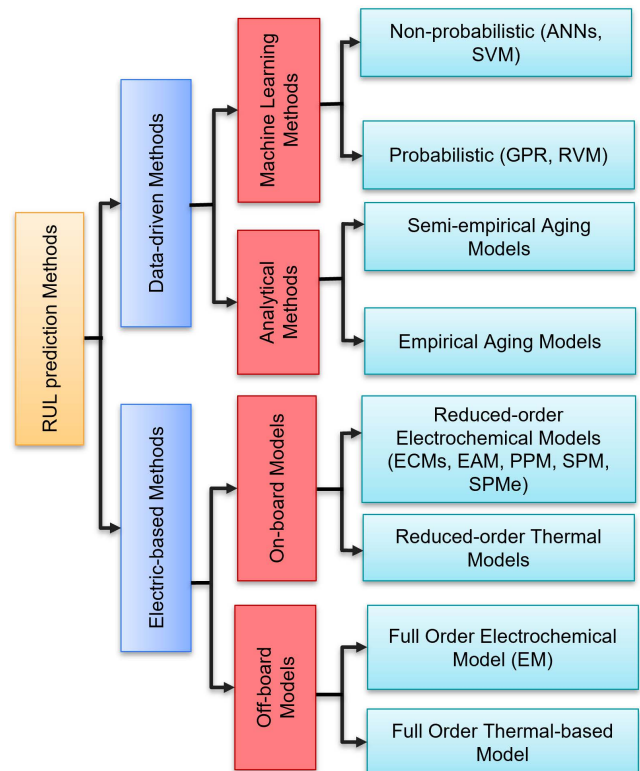 RUL prediction Methods
Data-driven Methods
Machine Learning
Methods
Non-probabilistic (ANNs,
SVM)
Probabilistic (GPR, RVM)
Analytical
Methods
Semi-empirical Aging
Models
Empirical Aging Models
Electric-based Methods
On-board Models
Reduced-order
Electrochemical Models
(ECMs, EAM, PPM, SPM,
SPMe)
Reduced-order Thermal
Models
Off-board
Models
Full Order Electrochemical
Model (EM)
Full Order Thermal-based
Model